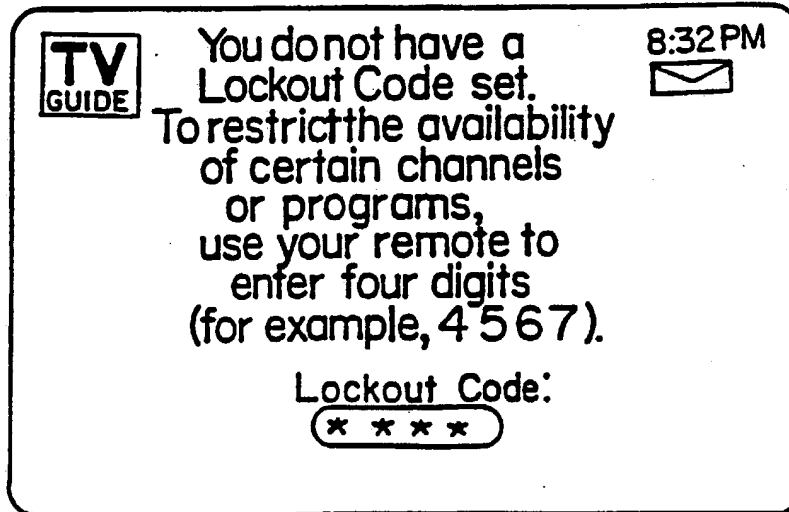 TV
GUIDE
You do not have a
Lockout Code set.
To restrict the availability
of certain channels
or programs,
use your remote to
enter four digits
(for example, 4567).
8:32 PM
Lockout Code:
* * * *